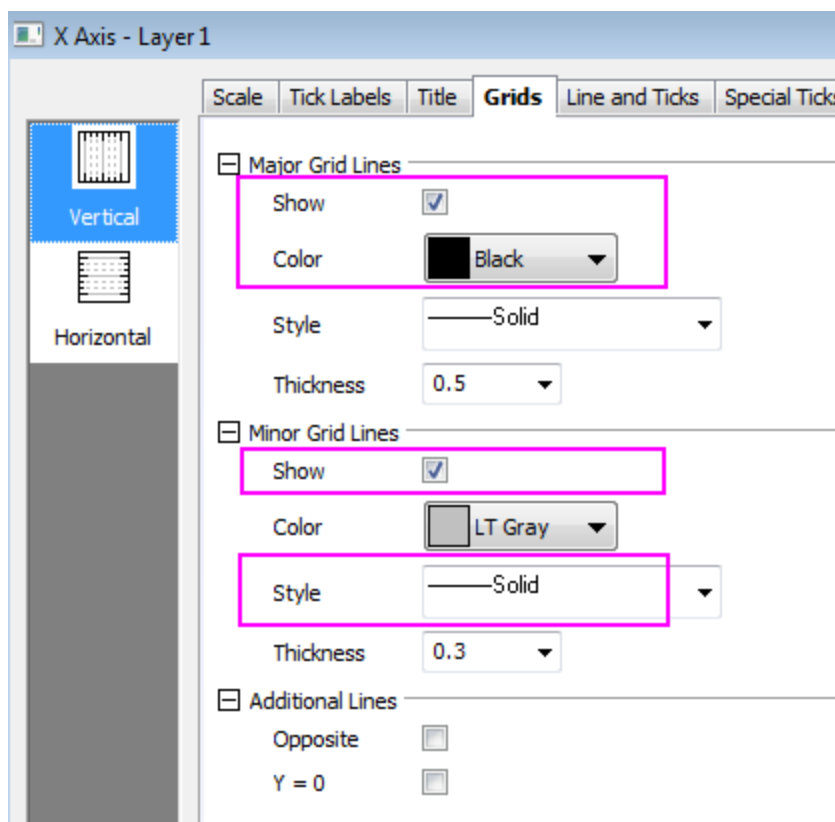 X Axis - Layer 1
Scale Tick Labels Title Grids Line and Ticks Special Ticks
Vertical
Horizontal
Major Grid Lines
Show
Color Black
Style Solid
Thickness 0.5
Minor Grid Lines
Show
Color LT Gray
Style Solid
Thickness 0.3
Additional Lines
Opposite
Y = 0